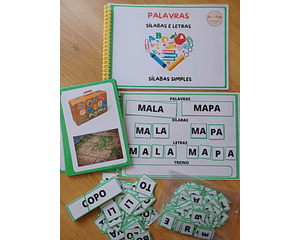 PALAVRAS
SÍLABAS E LETRAS
SÍLABAS SIMPLES
PALAVRAS
MALA MAPA
SÍLABAS
MA LA MA PA
LETRAS
M A L A M A P A
TREINO
COPO